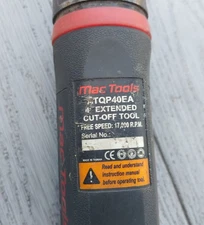 Mac Tools
TQP40EA
4" EXTENDED
CUT-OFF TOOL
FREE SPEED: 17,000 R.P.M.
Serial No.:
Read and understand
instruction manual
before operating tool.